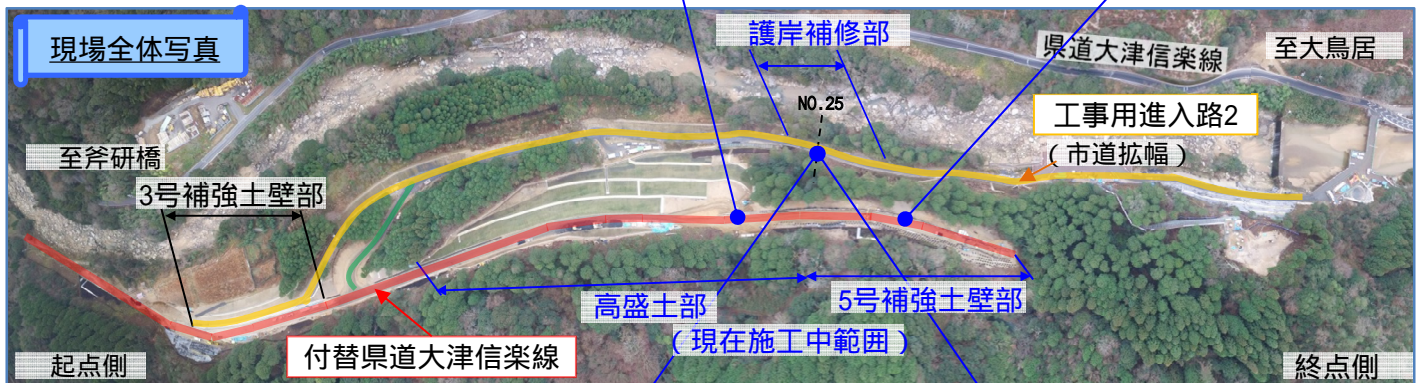 現場全体写真
護岸補修部
県道大津信楽線
至大鳥居
NO.25
工事用進入路2
(市道拡幅)
至斧研橋
3号補強土壁部
高盛土部
5号補強土壁部
(現在施工中範囲)
付替県道大津信楽線
起点側
終点側